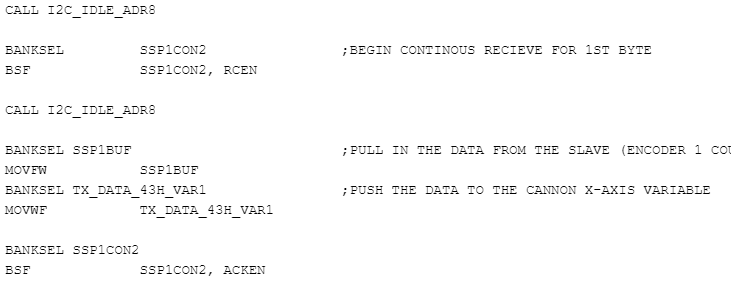 CALL I2C_IDLE_ADR8
BANKSEL SSP1CON2 ;BEGIN CONTINOUS RECIEVE FOR 1ST BYTE
BSF SSP1CON2, RCEN
CALL I2C_IDLE_ADR8
BANKSEL SSP1BUF ;PULL IN THE DATA FROM THE SLAVE (ENCODER 1 COU
MOVFW SSP1BUF
BANKSEL TX_DATA_43H_VAR1 ;PUSH THE DATA TO THE CANNON X-AXIS VARIABLE
MOVWF TX_DATA_43H_VAR1
BANKSEL SSP1CON2
BSF SSP1CON2, ACKEN